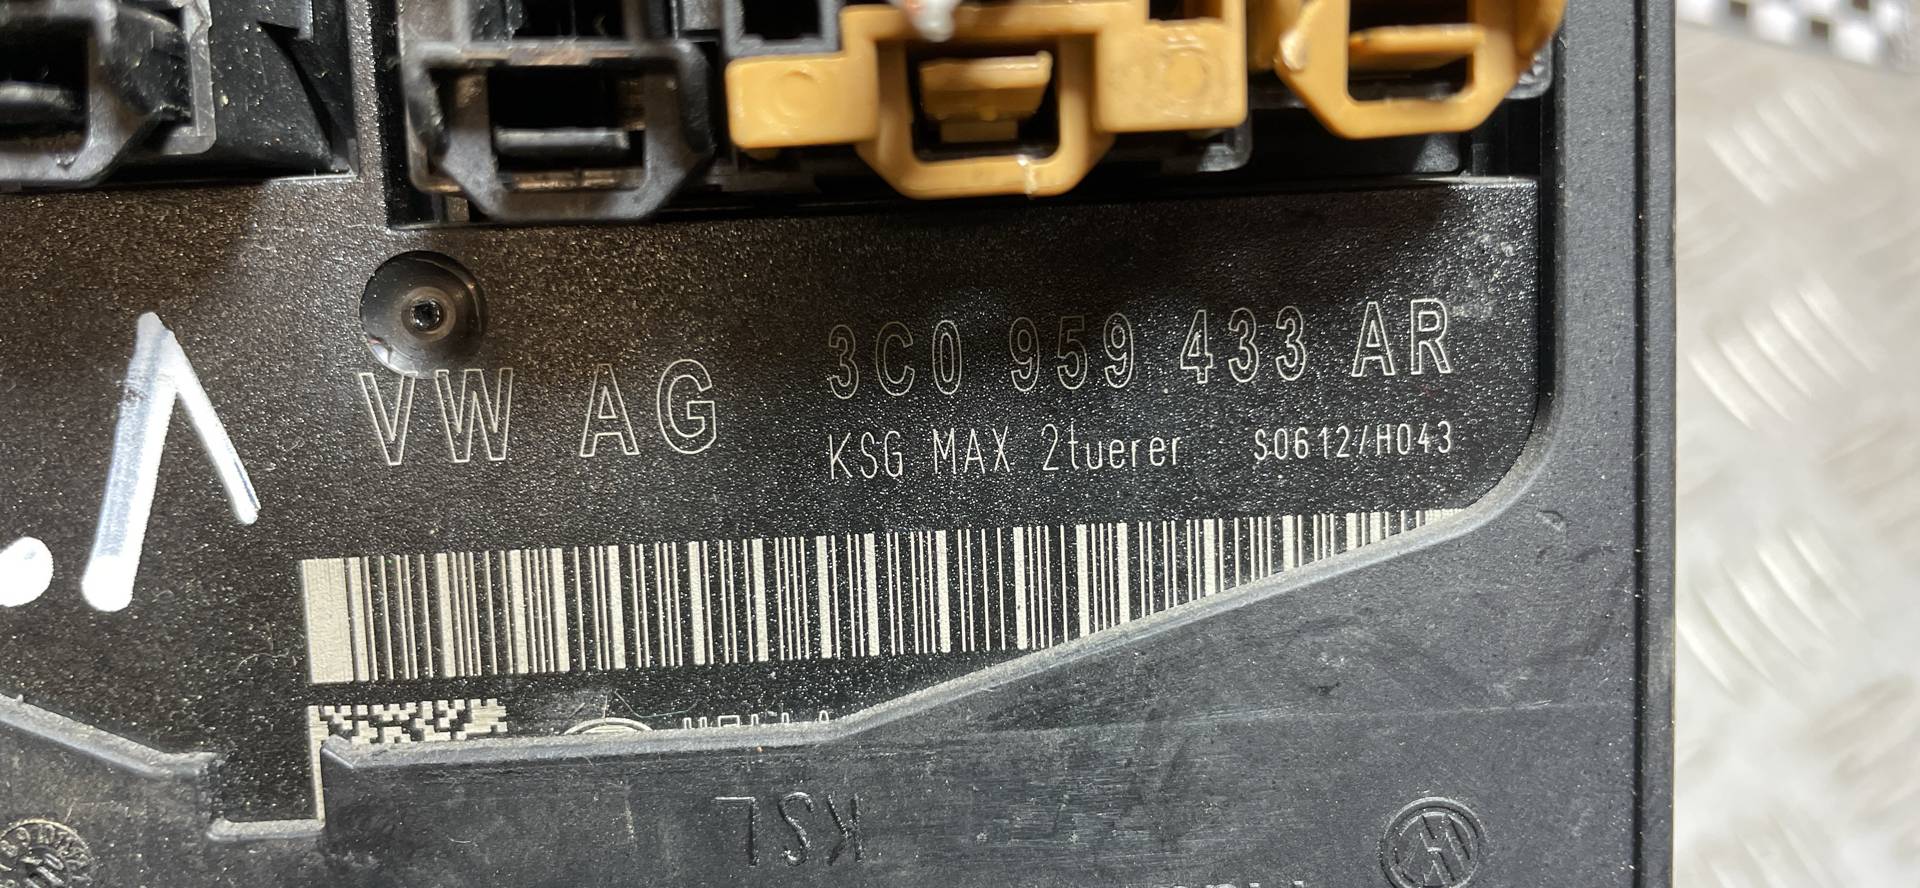 VW AG 3C0 959 433 AR
KSG MAX 2tuerer S0612/H043
KSL